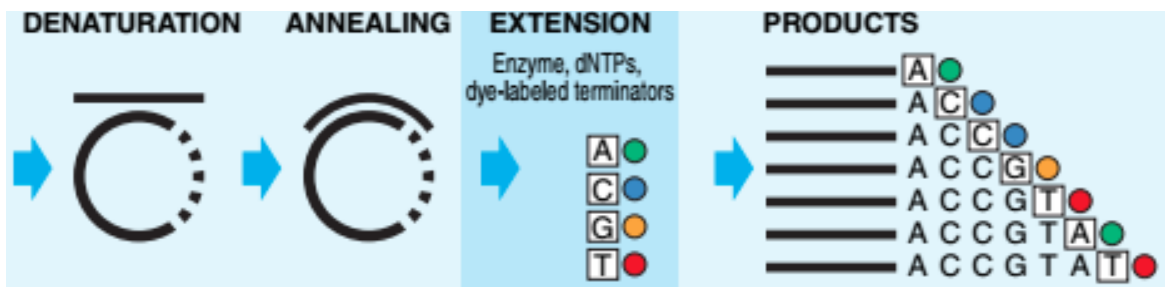 DENATURATION
ANNEALING
EXTENSION
Enzyme, dNTPs,
dye-labeled terminators
A
C
G
T
PRODUCTS
A
A C
A C C
A C C G
A C C G T
A C C G T A
A C C G T A T